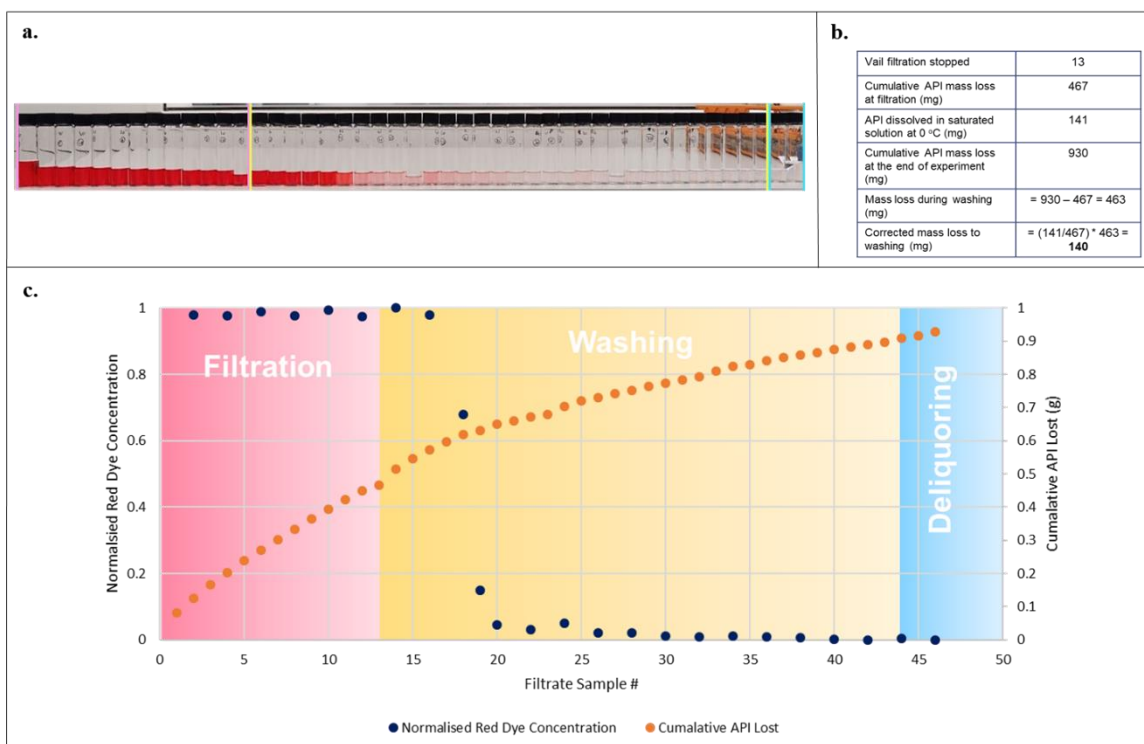 a.
b.
Vail filtration stopped 13
Cumulative API mass loss
at filtration (mg) 467
API dissolved in saturated
solution at 0 ᵒC (mg) 141
Cumulative API mass loss
at the end of experiment
(mg) 930
Mass loss during washing
(mg) = 930 – 467 = 463
Corrected mass loss to
washing (mg) = (141/467) * 463 =
140
c.
Filtration
Washing
Deliquoring
Normalsied Red Dye Concentration
1
0.8
0.6
0.4
0.2
0
Cumalative API Lost (g)
1
0.9
0.8
0.7
0.6
0.5
0.4
0.3
0.2
0.1
0
0 5 10 15 20 25 30 35 40 45 50
Filtrate Sample #
Normalised Red Dye Concentration Cumalative API Lost